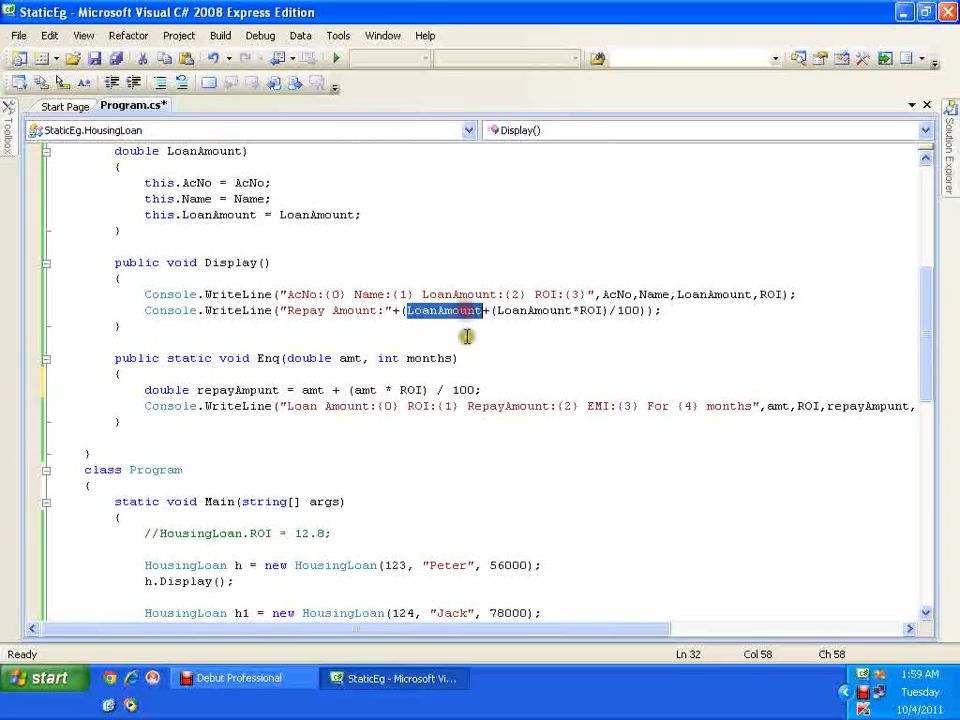 StaticEg - Microsoft Visual C# 2008 Express Edition
File Edit View Refactor Project Build Debug Data Tools Window Help
Start Page Program.cs*
StaticEg.HousingLoan Display()
Toolbox
Solution Explorer
double LoanAmount)
{
this.AcNo = AcNo;
this.Name = Name;
this.LoanAmount = LoanAmount;
}
public void Display()
{
Console.WriteLine("AcNo:{0} Name:{1} LoanAmount:{2} ROI:{3}",AcNo,Name,LoanAmount,ROI);
Console.WriteLine("Repay Amount:"+(LoanAmount+(LoanAmount*ROI)/100));
}
public static void Enq(double amt, int months)
{
double repayAmpunt = amt + (amt * ROI) / 100;
Console.WriteLine("Loan Amount:{0} ROI:{1} RepayAmount:{2} EMI:{3} For {4} months",amt,ROI,repayAmpunt,
}
}
class Program
{
static void Main(string[] args)
{
//HousingLoan.ROI = 12.8;
HousingLoan h = new HousingLoan(123, "Peter", 56000);
h.Display();
HousingLoan h1 = new HousingLoan(124, "Jack", 78000);
Ready Ln 32 Col 58 Ch 58
start Debut Professional StaticEg - Microsoft Vi... 1:59 AM
Tuesday
10/4/2011